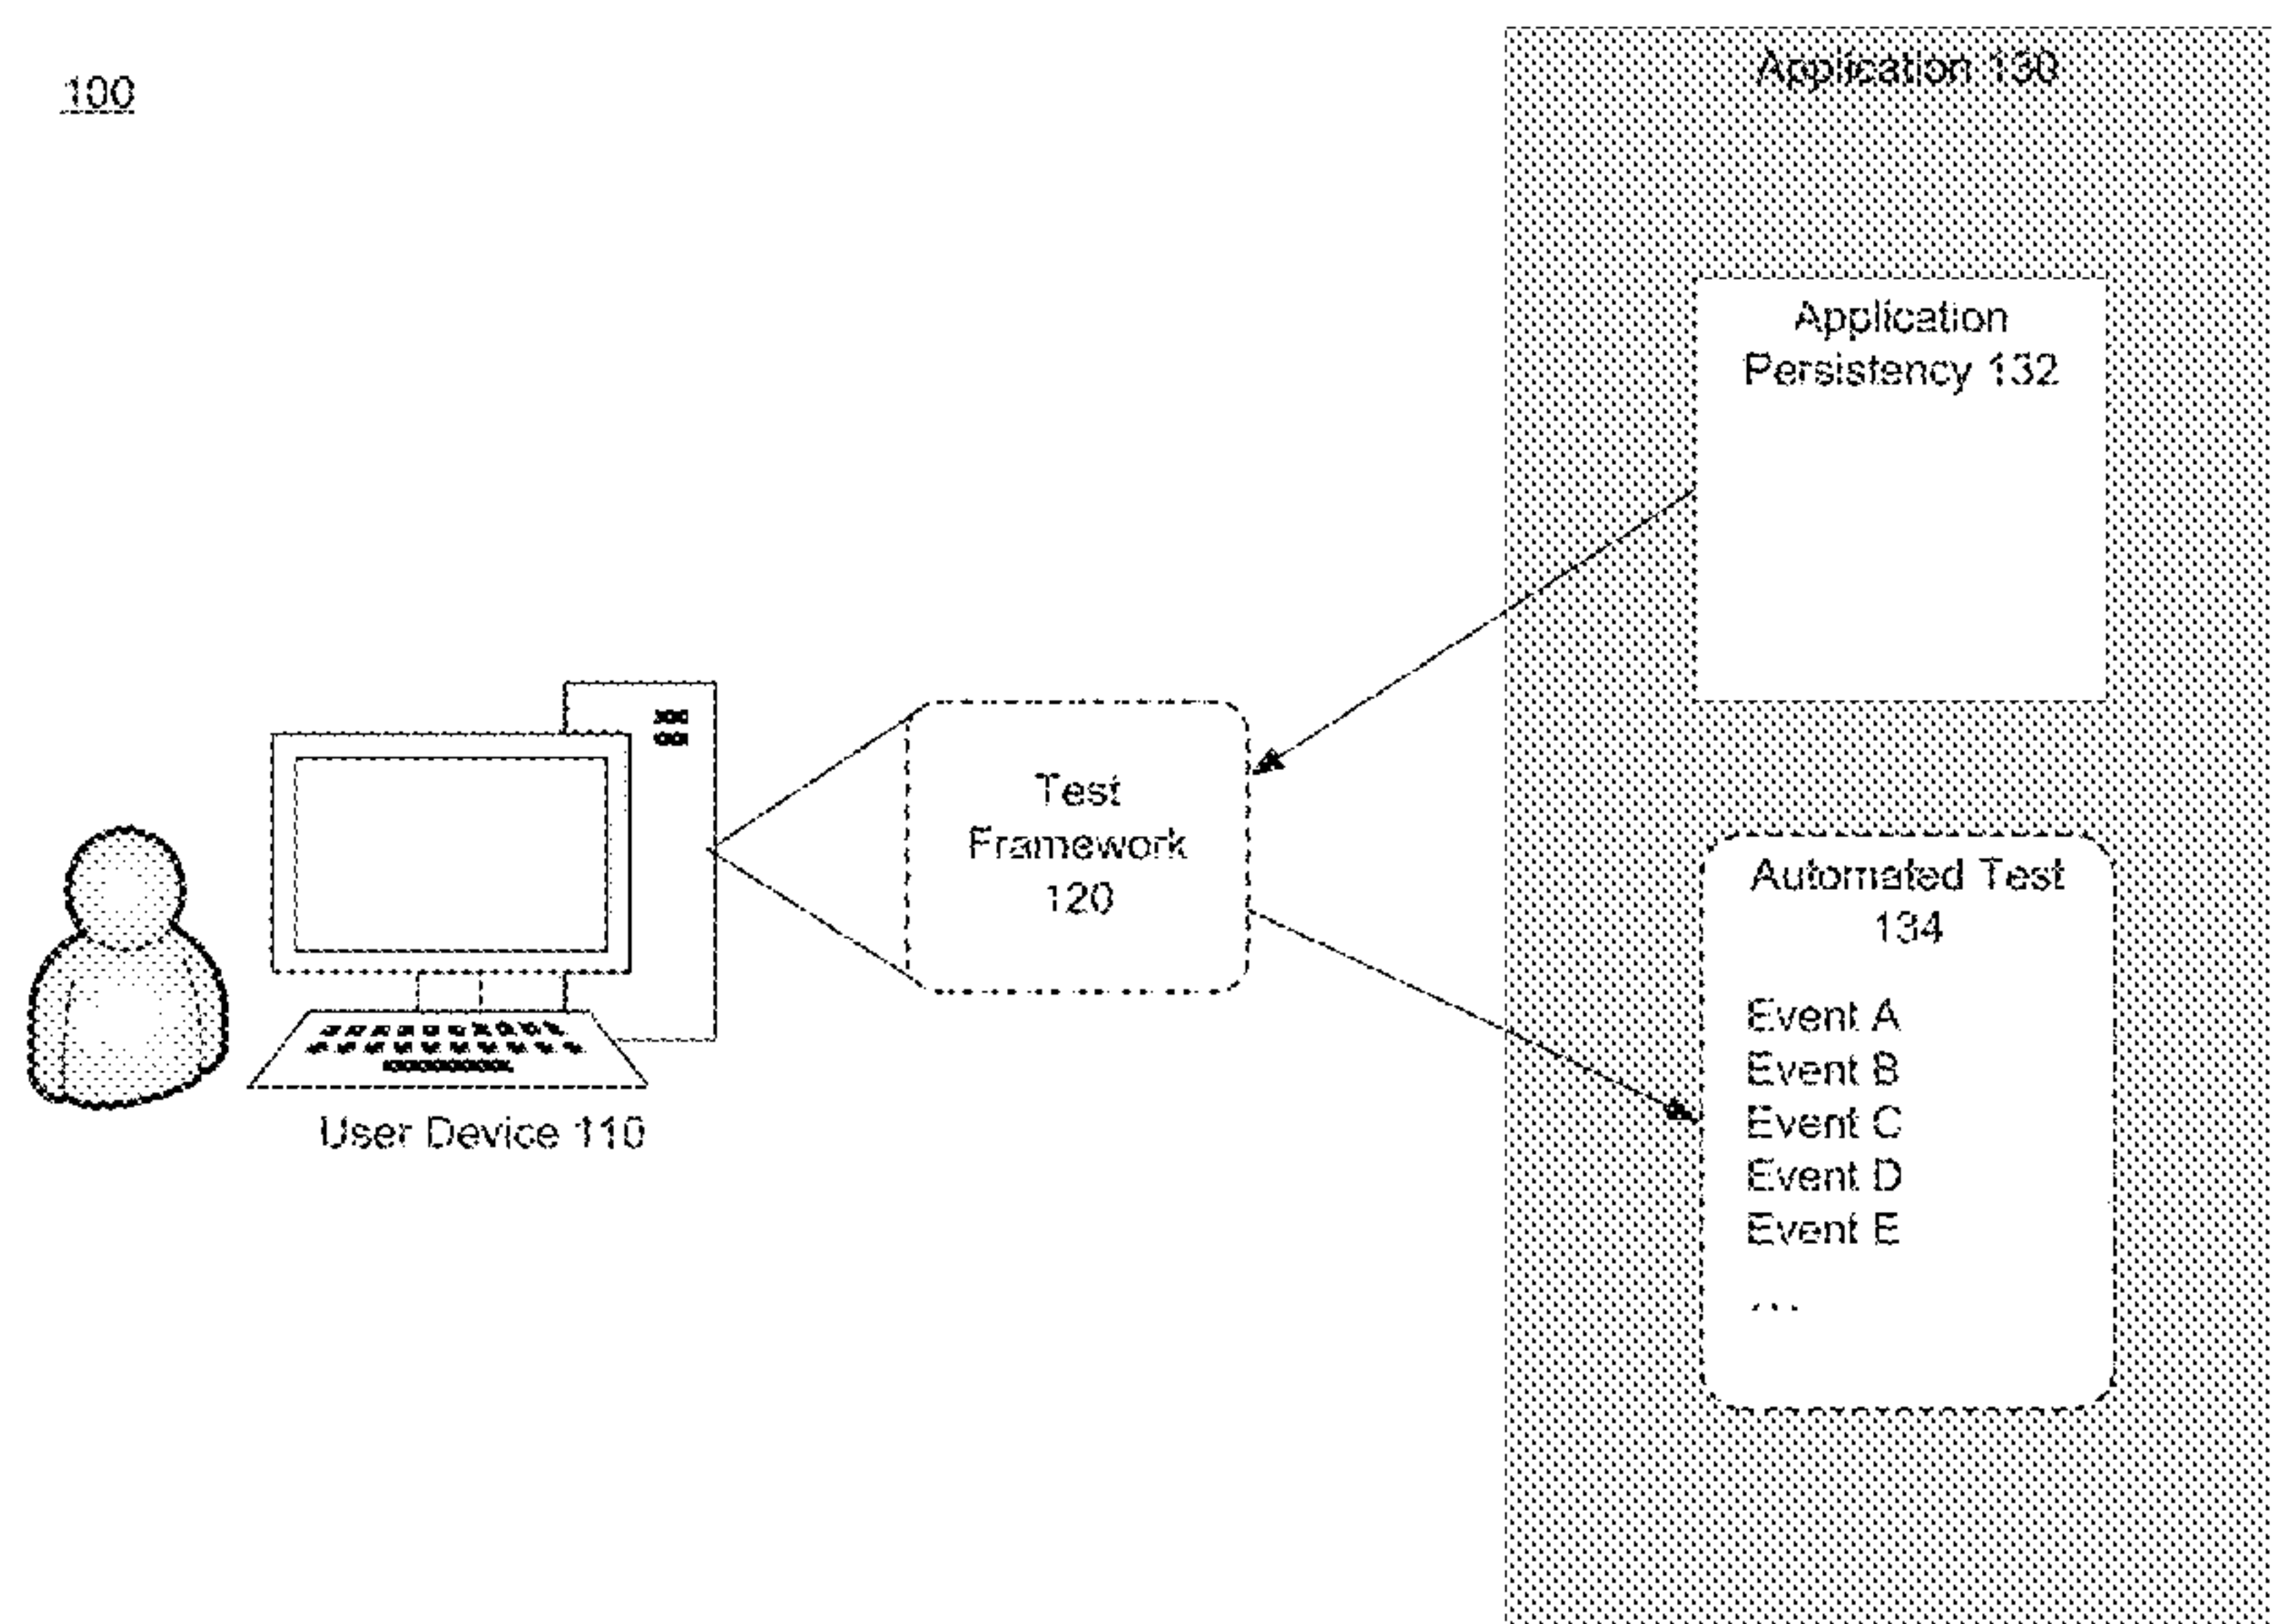 100
Application 130
Application
Persistency 132
Test
Framework
120
Automated Test
134
Event A
Event B
Event C
Event D
Event E
...
User Device 110